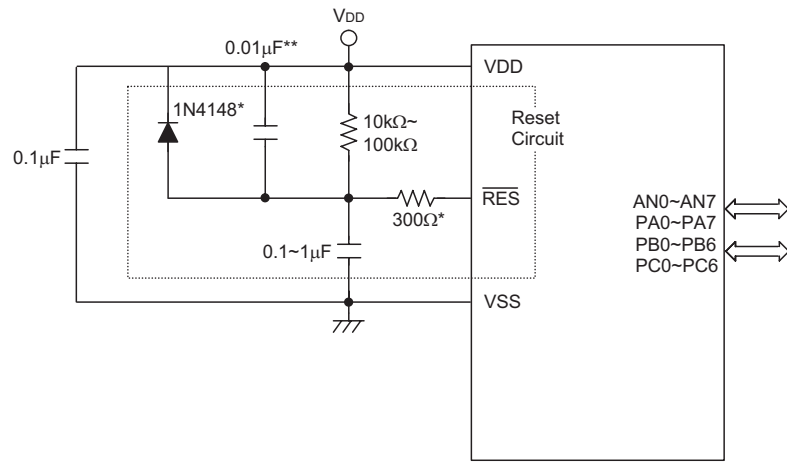 VDD
0.01µF**
VDD
1N4148*
10kΩ~
100kΩ
Reset
Circuit
0.1µF
RES
300Ω*
AN0~AN7
PA0~PA7
PB0~PB6
PC0~PC6
0.1~1µF
VSS